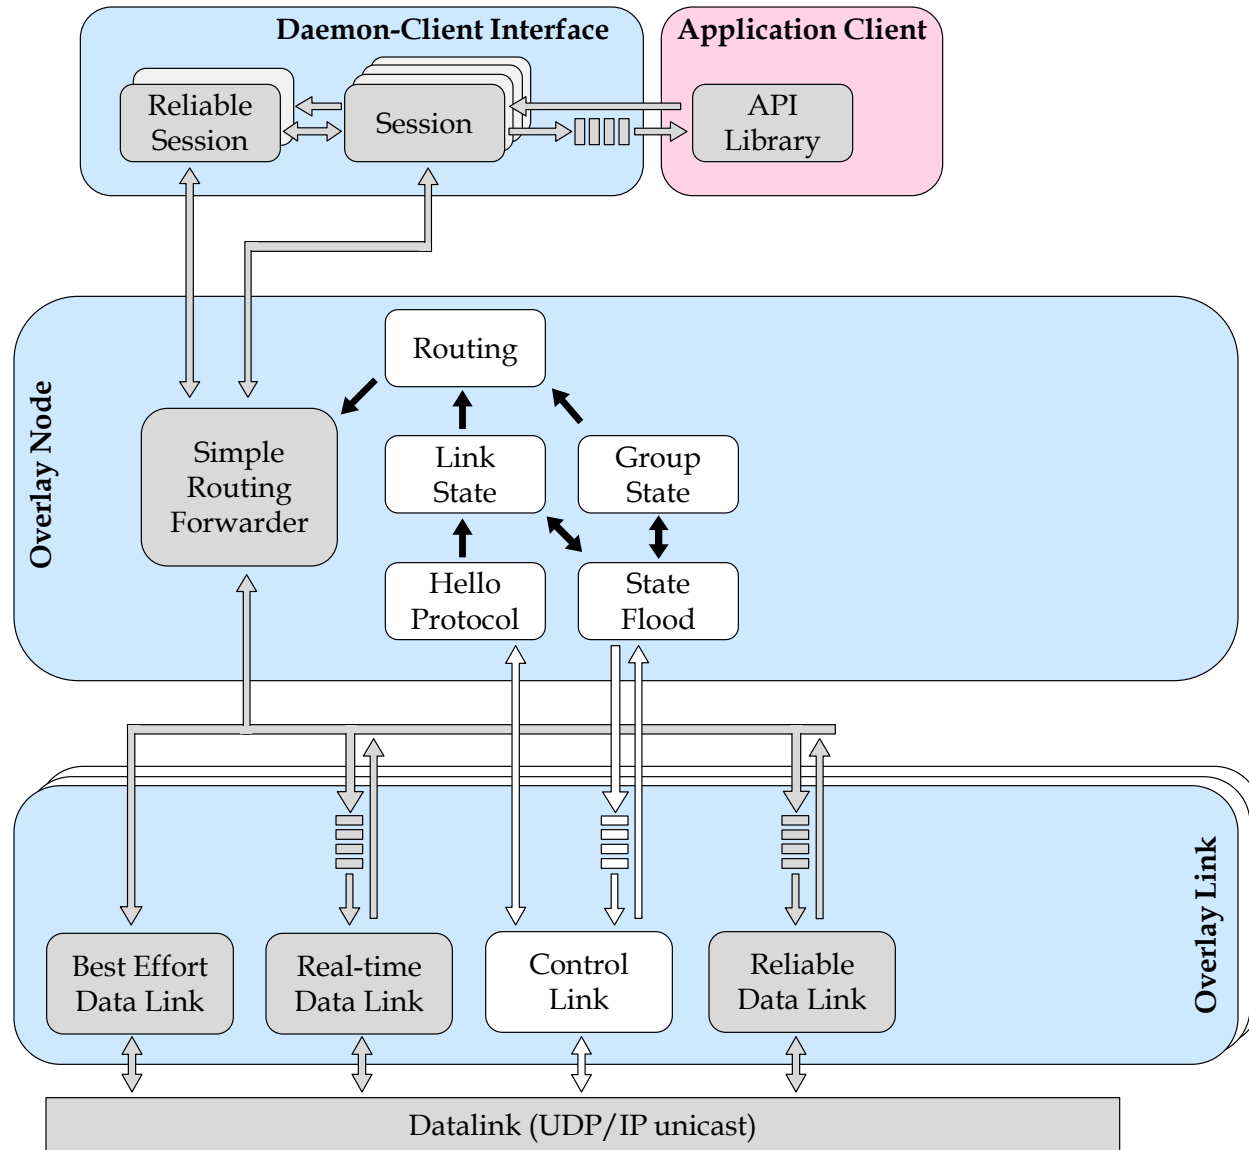 Daemon-Client Interface
Application Client
Reliable
Session
Session
API
Library
Overlay Node
Routing
Simple
Routing
Forwarder
Link
State
Group
State
Hello
Protocol
State
Flood
Overlay Link
Best Effort
Data Link
Real-time
Data Link
Control
Link
Reliable
Data Link
Datalink (UDP/IP unicast)